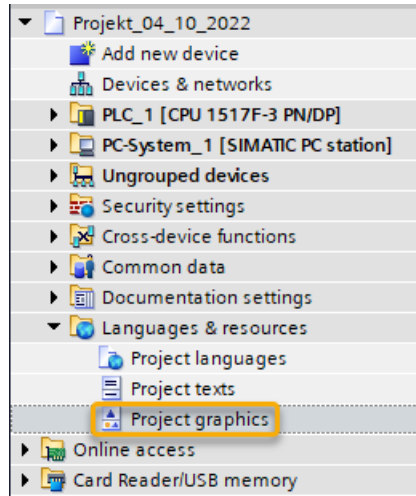 Projekt_04_10_2022
Add new device
Devices & networks
PLC_1 [CPU 1517F-3 PN/DP]
PC-System_1 [SIMATIC PC station]
Ungrouped devices
Security settings
Cross-device functions
Common data
Documentation settings
Languages & resources
Project languages
Project texts
Project graphics
Online access
Card Reader/USB memory